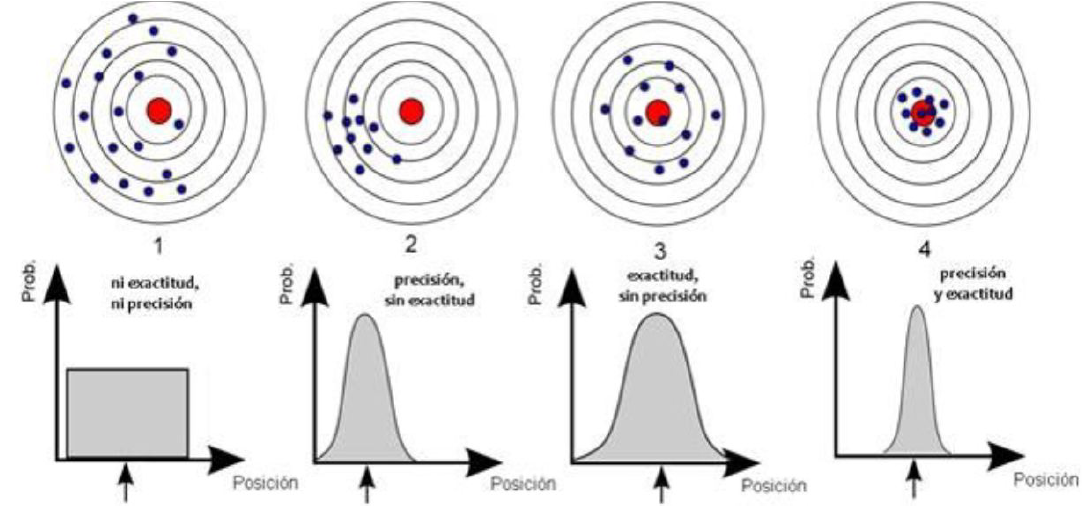 1
2
3
4
Prob.
ni exactitud,
ni precisión
Posición
Prob.
precisión,
sin exactitud
Posición
Prob.
exactitud,
sin precisión
Posición
Prob.
precisión
y exactitud
Posición